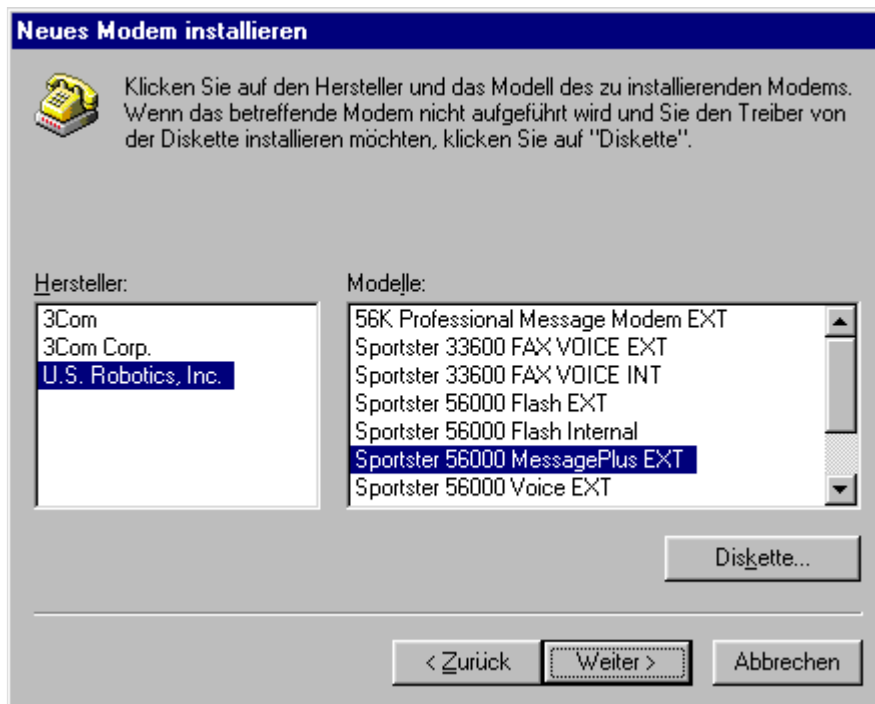 Neues Modem installieren
Klicken Sie auf den Hersteller und das Modell des zu installierenden Modems.
Wenn das betreffende Modem nicht aufgeführt wird und Sie den Treiber von
der Diskette installieren möchten, klicken Sie auf "Diskette".
Hersteller:
3Com
3Com Corp.
U.S. Robotics, Inc.
Modelle:
56K Professional Message Modem EXT
Sportster 33600 FAX VOICE EXT
Sportster 33600 FAX VOICE INT
Sportster 56000 Flash EXT
Sportster 56000 Flash Internal
Sportster 56000 MessagePlus EXT
Sportster 56000 Voice EXT
Diskette...
< Zurück
Weiter >
Abbrechen